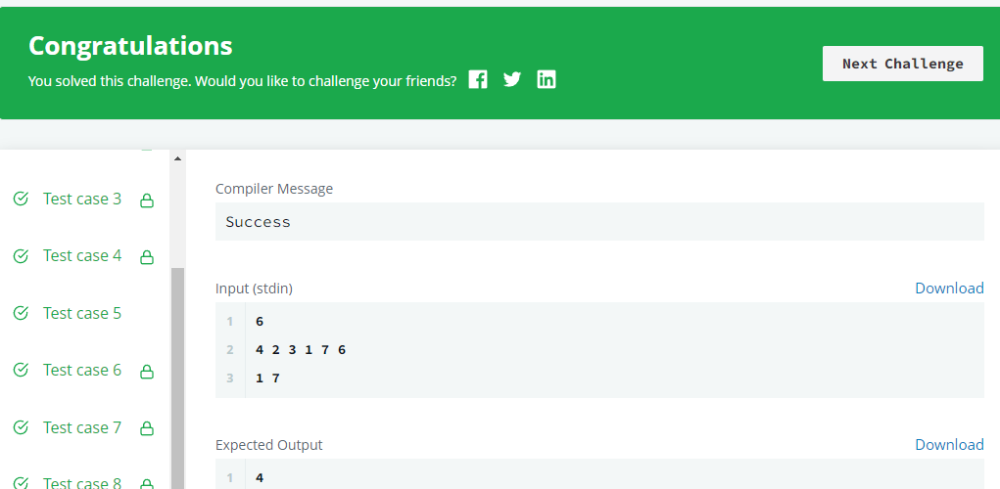 Congratulations
You solved this challenge. Would you like to challenge your friends?
Next Challenge
Test case 3
Test case 4
Test case 5
Test case 6
Test case 7
Test case 8
Compiler Message
Success
Input (stdin)
Download
1 6
2 4 2 3 1 7 6
3 1 7
Expected Output
Download
1 4